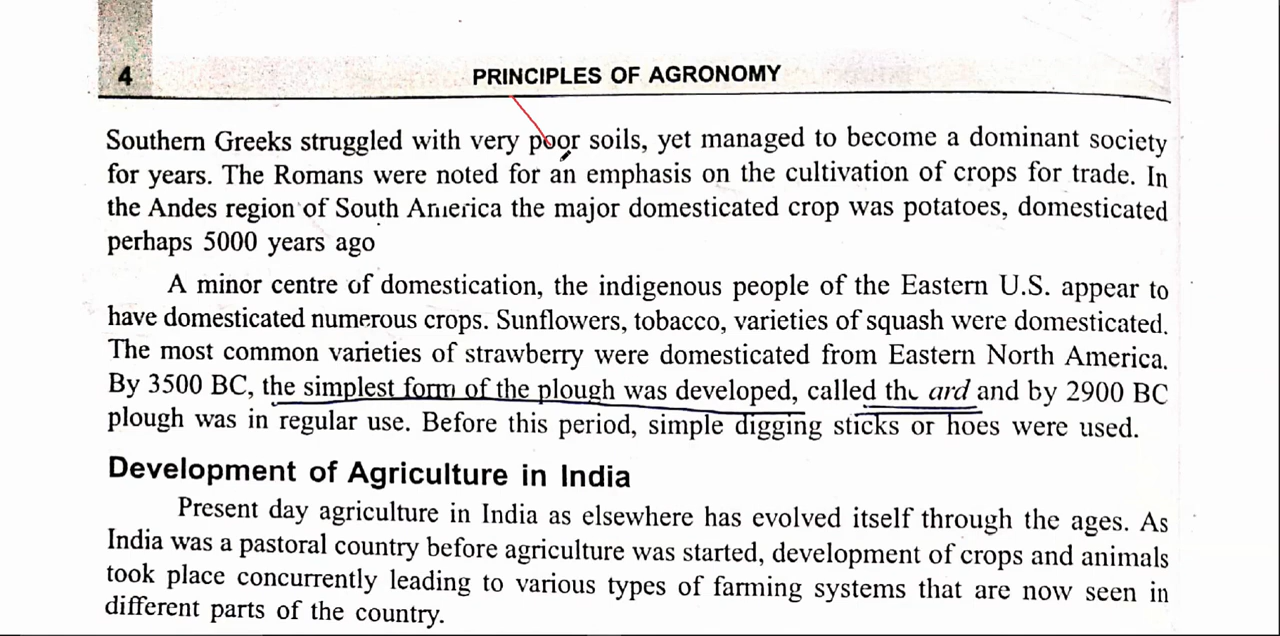 4
PRINCIPLES OF AGRONOMY
Southern Greeks struggled with very poor soils, yet managed to become a dominant society
for years. The Romans were noted for an emphasis on the cultivation of crops for trade. In
the Andes region of South America the major domesticated crop was potatoes, domesticated
perhaps 5000 years ago
A minor centre of domestication, the indigenous people of the Eastern U.S. appear to
have domesticated numerous crops. Sunflowers, tobacco, varieties of squash were domesticated.
The most common varieties of strawberry were domesticated from Eastern North America.
By 3500 BC, the simplest form of the plough was developed, called the ard and by 2900 BC
plough was in regular use. Before this period, simple digging sticks or hoes were used.
Development of Agriculture in India
Present day agriculture in India as elsewhere has evolved itself through the ages. As
India was a pastoral country before agriculture was started, development of crops and animals
took place concurrently leading to various types of farming systems that are now seen in
different parts of the country.